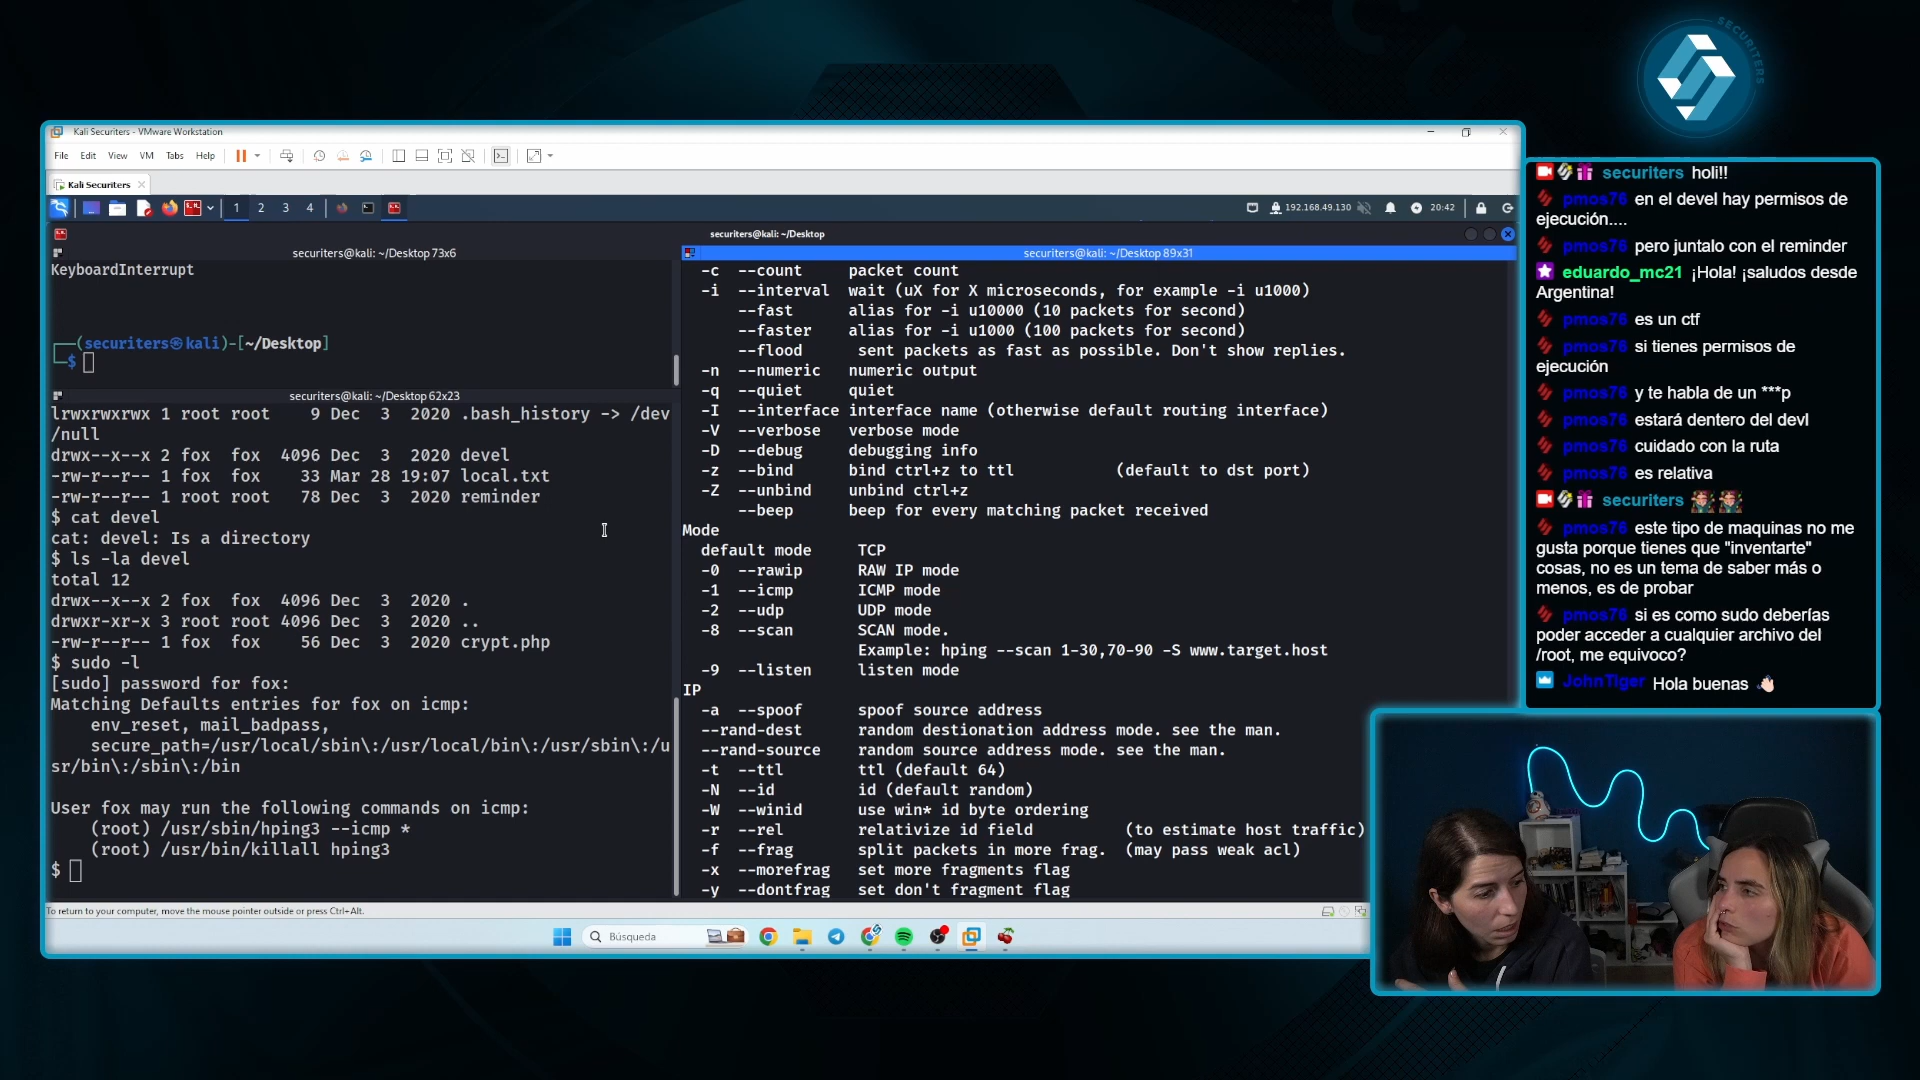 SECURITERS
Kali Securiters - VMware Workstation
File Edit View VM Tabs Help
Kali Securiters
1 2 3 4
192.168.49.130
20:42
securiters@kali: ~/Desktop
securiters@kali: ~/Desktop 73x6
KeyboardInterrupt
┌──(securiters㉿kali)-[~/Desktop]
└─$
securiters@kali: ~/Desktop 62x23
lrwxrwxrwx 1 root root    9 Dec  3  2020 .bash_history -> /dev
/null
drwx--x--x 2 fox  fox  4096 Dec  3  2020 devel
-rw-r--r-- 1 fox  fox    33 Mar 28 19:07 local.txt
-rw-r--r-- 1 root root   78 Dec  3  2020 reminder
$ cat devel
cat: devel: Is a directory
$ ls -la devel
total 12
drwx--x--x 2 fox  fox  4096 Dec  3  2020 .
drwxr-xr-x 3 root root 4096 Dec  3  2020 ..
-rw-r--r-- 1 fox  fox    56 Dec  3  2020 crypt.php
$ sudo -l
[sudo] password for fox:
Matching Defaults entries for fox on icmp:
    env_reset, mail_badpass,
    secure_path=/usr/local/sbin\:/usr/local/bin\:/usr/sbin\:/u
sr/bin\:/sbin\:/bin
User fox may run the following commands on icmp:
    (root) /usr/sbin/hping3 --icmp *
    (root) /usr/bin/killall hping3
$
securiters@kali: ~/Desktop 89x31
  -c  --count     packet count
  -i  --interval  wait (uX for X microseconds, for example -i u1000)
      --fast      alias for -i u10000 (10 packets for second)
      --faster    alias for -i u1000 (100 packets for second)
      --flood      sent packets as fast as possible. Don't show replies.
  -n  --numeric   numeric output
  -q  --quiet     quiet
  -I  --interface interface name (otherwise default routing interface)
  -V  --verbose   verbose mode
  -D  --debug     debugging info
  -z  --bind      bind ctrl+z to ttl           (default to dst port)
  -Z  --unbind    unbind ctrl+z
      --beep      beep for every matching packet received
Mode
  default mode     TCP
  -0  --rawip      RAW IP mode
  -1  --icmp       ICMP mode
  -2  --udp        UDP mode
  -8  --scan       SCAN mode.
                   Example: hping --scan 1-30,70-90 -S www.target.host
  -9  --listen     listen mode
IP
  -a  --spoof      spoof source address
  --rand-dest      random destionation address mode. see the man.
  --rand-source    random source address mode. see the man.
  -t  --ttl        ttl (default 64)
  -N  --id         id (default random)
  -W  --winid      use win* id byte ordering
  -r  --rel        relativize id field          (to estimate host traffic)
  -f  --frag       split packets in more frag.  (may pass weak acl)
  -x  --morefrag   set more fragments flag
  -y  --dontfrag   set don't fragment flag
To return to your computer, move the mouse pointer outside or press Ctrl+Alt.
Búsqueda
securiters holi!!
pmos76 en el devel hay permisos de
ejecución....
pmos76 pero juntalo con el reminder
eduardo_mc21 ¡Hola! ¡saludos desde
Argentina!
pmos76 es un ctf
pmos76 si tienes permisos de
ejecución
pmos76 y te habla de un ***p
pmos76 estará dentero del devl
pmos76 cuidado con la ruta
pmos76 es relativa
securiters
pmos76 este tipo de maquinas no me
gusta porque tienes que "inventarte"
cosas, no es un tema de saber más o
menos, es de probar
pmos76 si es como sudo deberías
poder acceder a cualquier archivo del
/root, me equivoco?
JohnTiger Hola buenas 👋🏻